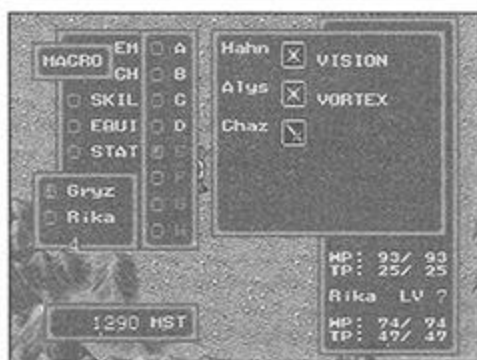 MACRO
EM
CH
SKIL
EQUI
STAT
A
B
C
D
E
F
G
H
Hahn VISION
Alys VORTEX
Chaz
Gryz
Rika
HP: 93/ 93
TP: 25/ 25
Rika LV 7
HP: 74/ 74
TP: 47/ 47
1290 MST